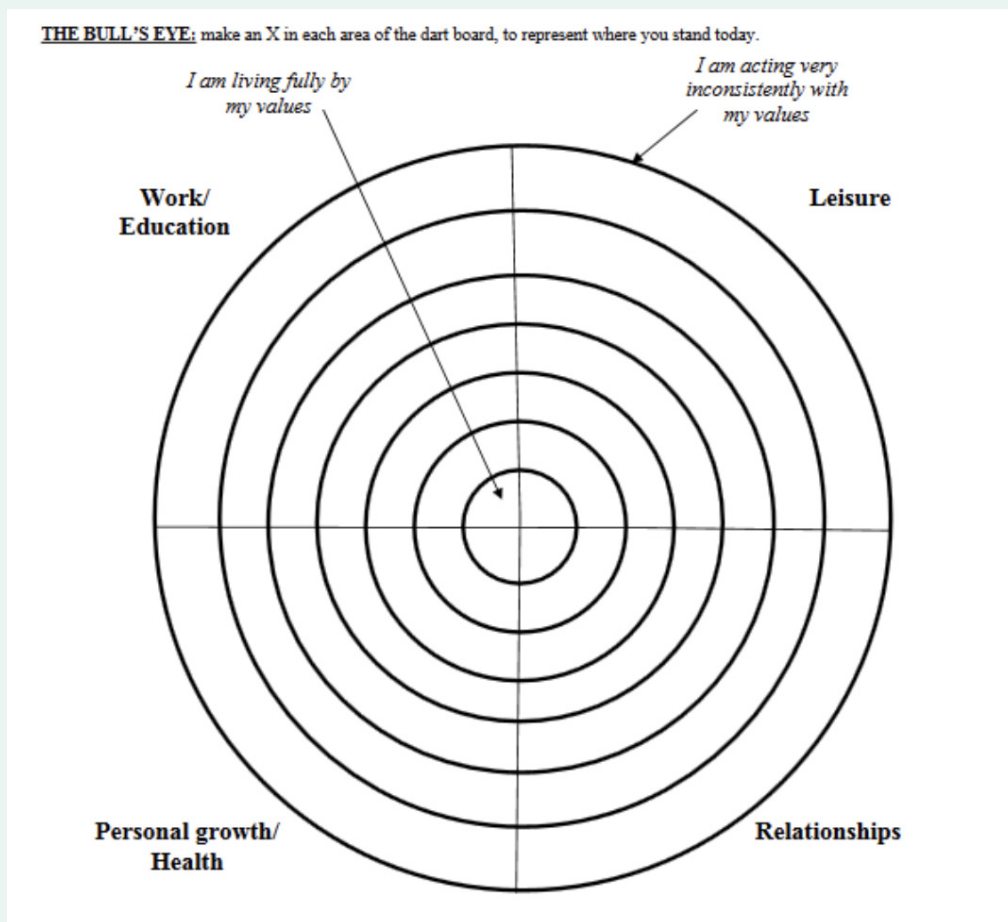 THE BULL'S EYE: make an X in each area of the dart board, to represent where you stand today.
I am living fully by
my values
I am acting very
inconsistently with
my values
Work/
Education
Leisure
Personal growth/
Health
Relationships